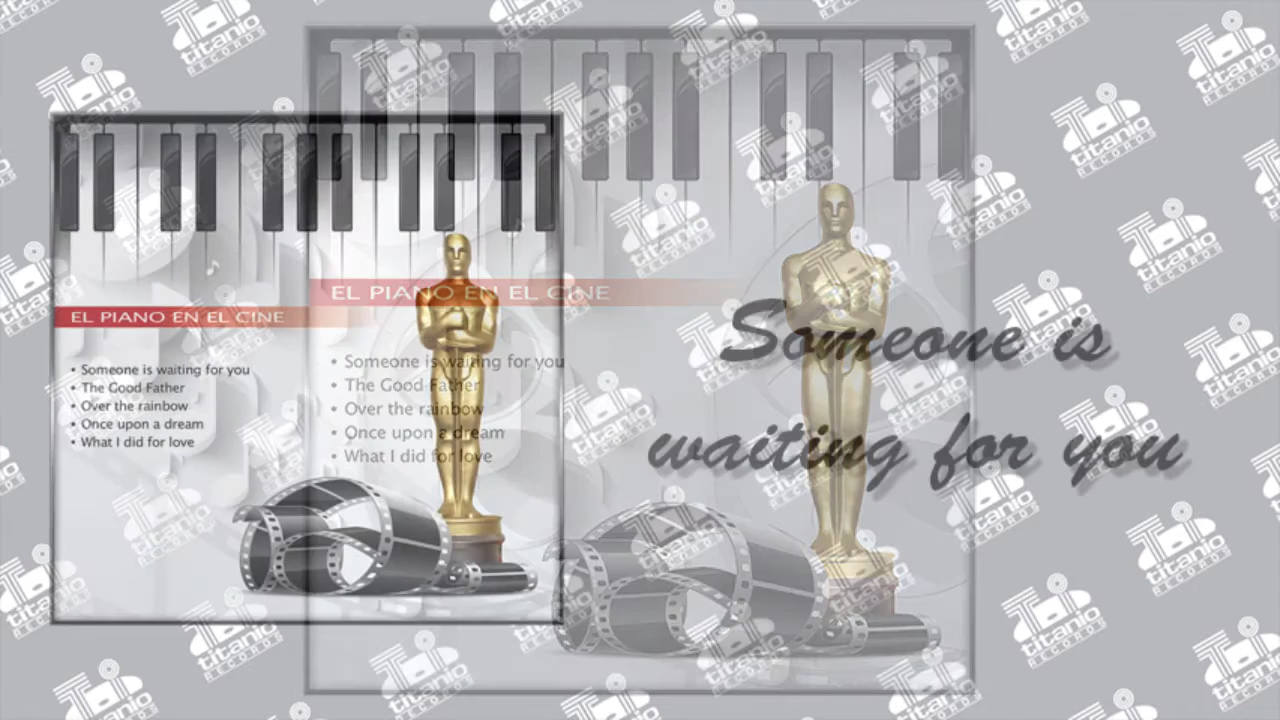 EL PIANO EN EL CINE
• Someone is waiting for you
• The Good Father
• Over the rainbow
• Once upon a dream
• What I did for love
EL PIANO EN EL CINE
• Someone is waiting for you
• The Good Father
• Over the rainbow
• Once upon a dream
• What I did for love
Someone is
waiting for you
titanio
RECORDS